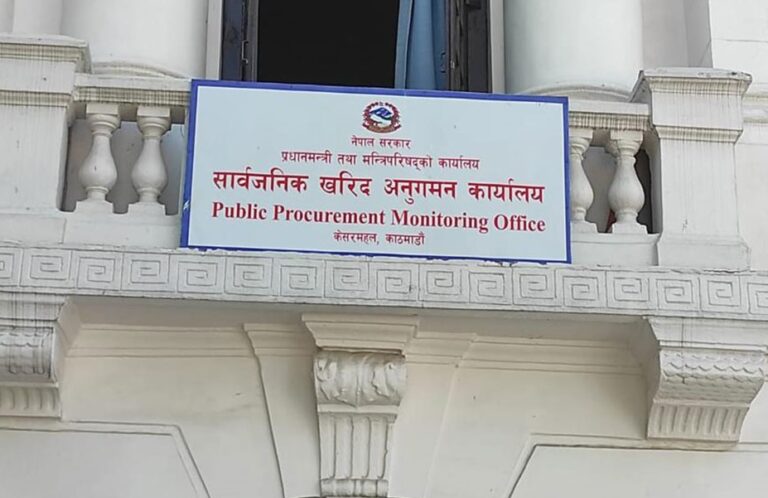 नेपाल सरकार
प्रधानमन्त्री तथा मन्त्रिपरिषद्को कार्यालय
सार्वजनिक खरिद अनुगमन कार्यालय
Public Procurement Monitoring Office
केसरमहल, काठमाडौं